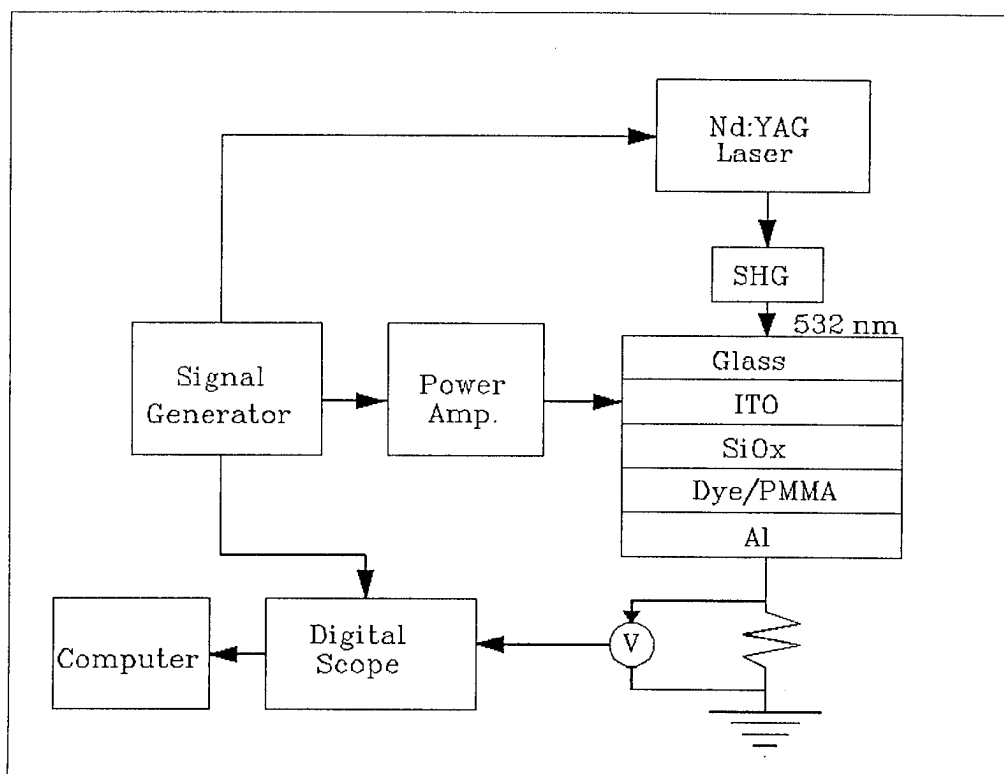 Nd:YAG
Laser
SHG
532 nm
Signal
Generator
Power
Amp.
Glass
ITO
SiOx
Dye/PMMA
Al
Computer
Digital
Scope
V